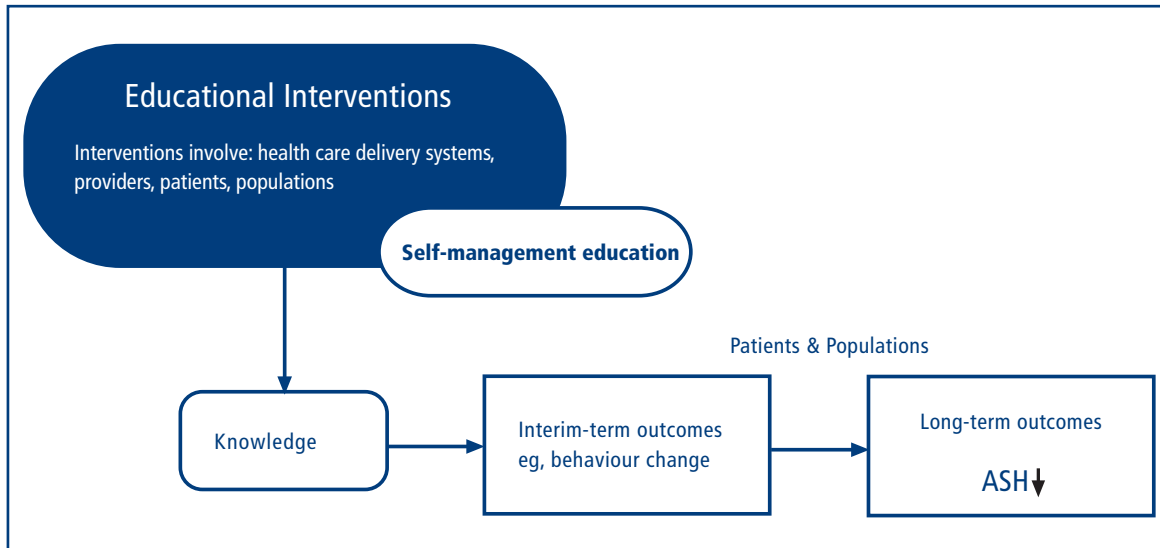 Educational Interventions
Interventions involve: health care delivery systems,
providers, patients, populations
Self-management education
Patients & Populations
Knowledge
Interim-term outcomes
eg, behaviour change
Long-term outcomes
ASH